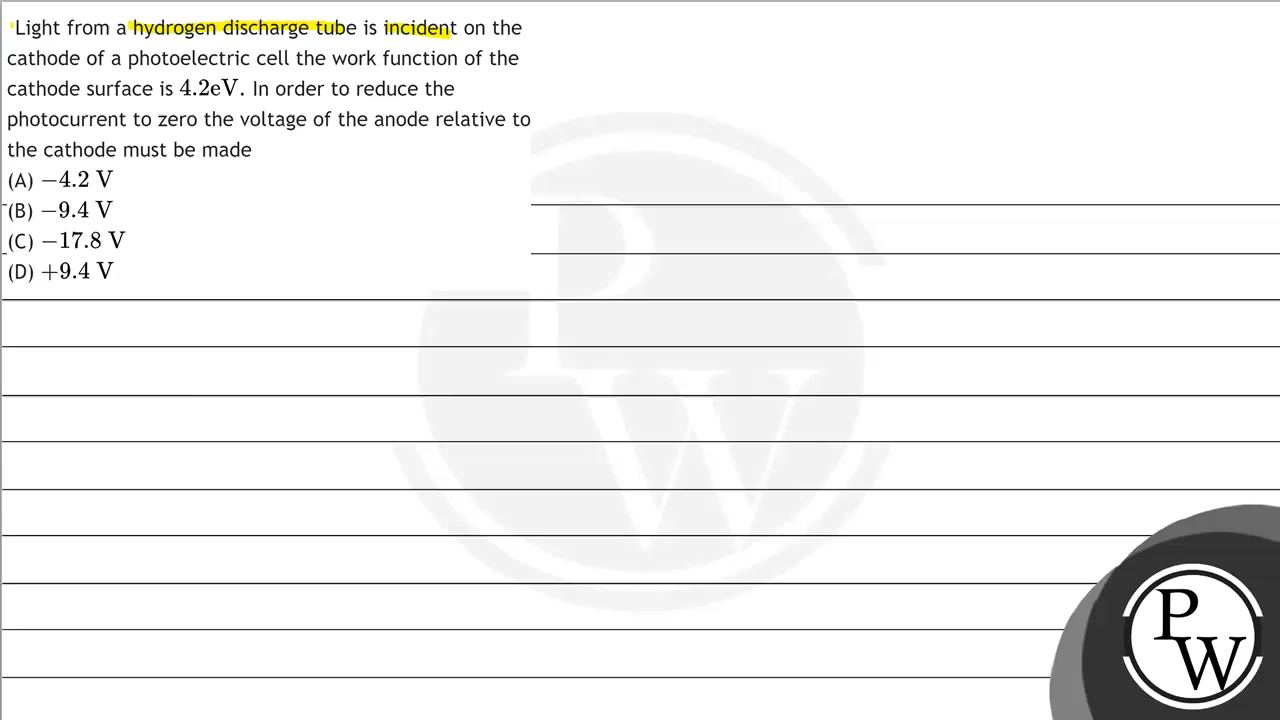 Light from a hydrogen discharge tube is incident on the
cathode of a photoelectric cell the work function of the
cathode surface is 4.2eV. In order to reduce the
photocurrent to zero the voltage of the anode relative to
the cathode must be made
(A) −4.2 V
(B) −9.4 V
(C) −17.8 V
(D) +9.4 V
P
W
P
W